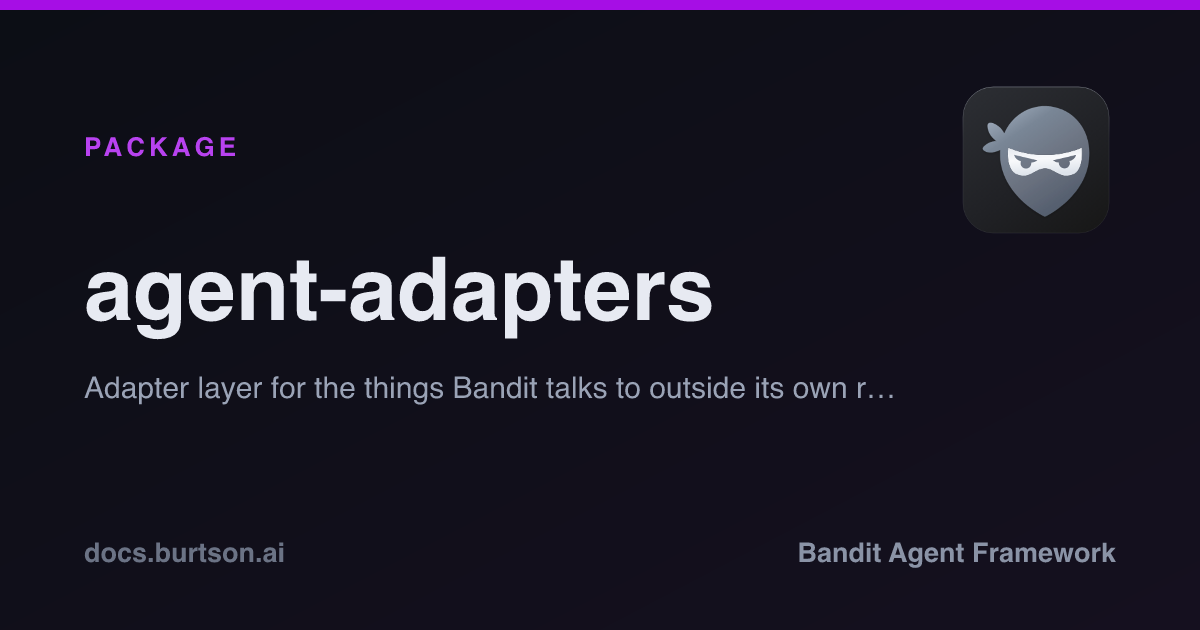 PACKAGE
agent-adapters
Adapter layer for the things Bandit talks to outside its own r…
docs.burtson.ai
Bandit Agent Framework